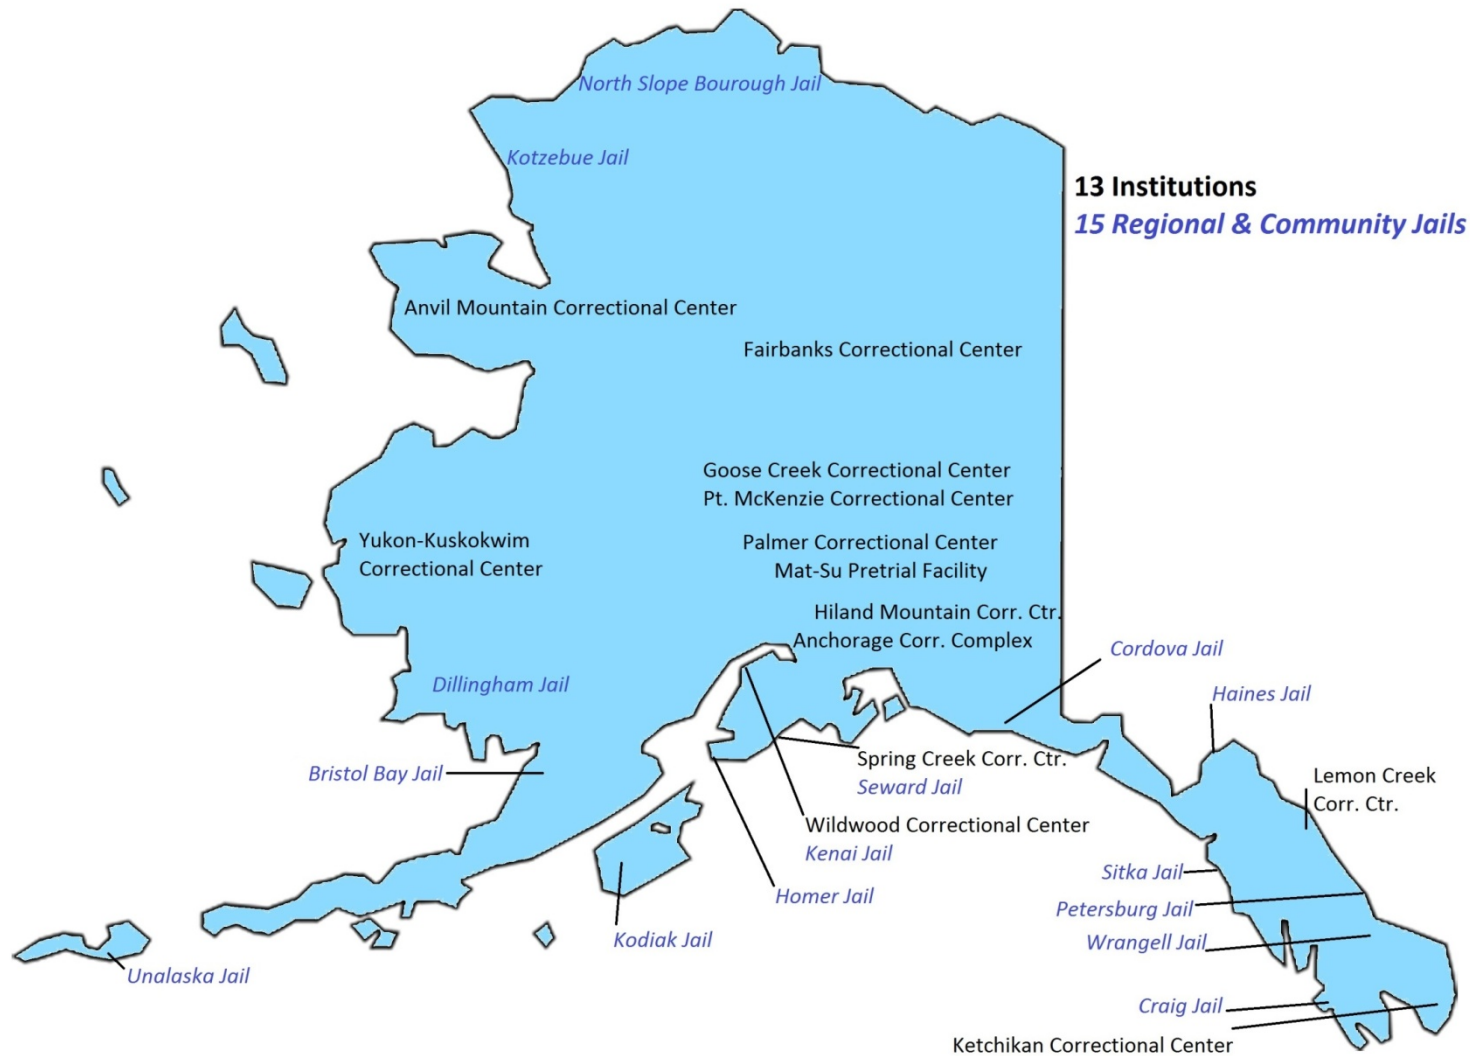 North Slope Bourough Jail
Kotzebue Jail
13 Institutions
15 Regional & Community Jails
Anvil Mountain Correctional Center
Fairbanks Correctional Center
Goose Creek Correctional Center
Pt. McKenzie Correctional Center
Yukon-Kuskokwim
Correctional Center
Palmer Correctional Center
Mat-Su Pretrial Facility
Hiland Mountain Corr. Ctr.
Anchorage Corr. Complex
Cordova Jail
Dillingham Jail
Haines Jail
Bristol Bay Jail
Spring Creek Corr. Ctr.
Seward Jail
Lemon Creek
Corr. Ctr.
Wildwood Correctional Center
Kenai Jail
Homer Jail
Sitka Jail
Petersburg Jail
Kodiak Jail
Wrangell Jail
Unalaska Jail
Craig Jail
Ketchikan Correctional Center